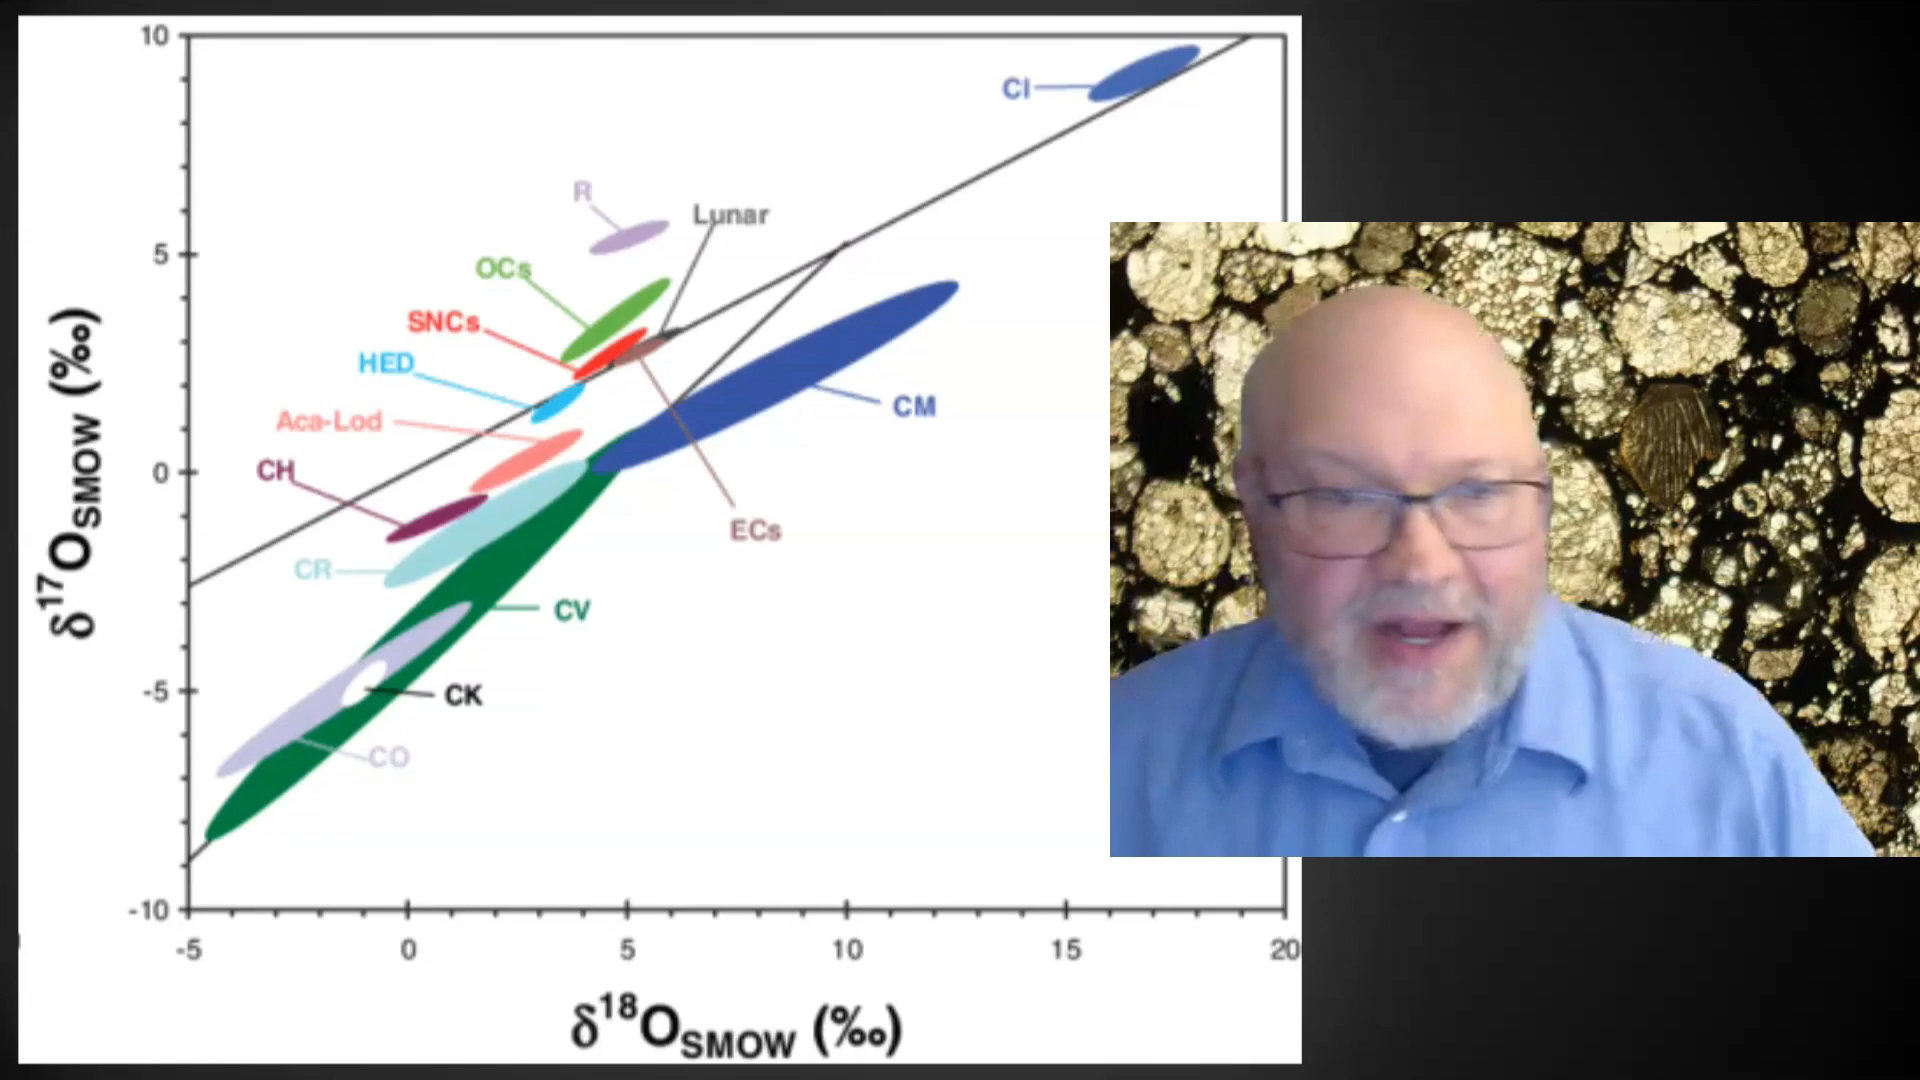 10
CI
R
Lunar
5
OCs
SNCs
HED
CM
Aca-Lod
CH
0
ECs
CR
CV
-5
CK
CO
-10
-5 0 5 10 15 20
δ17OSMOW (‰)
δ18OSMOW (‰)